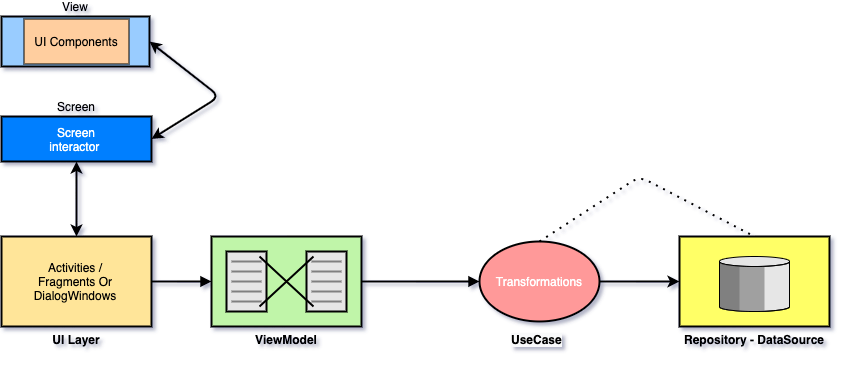 View
UI Components
Screen
Screen
interactor
Activities /
Fragments Or
DialogWindows
UI Layer
ViewModel
Transformations
UseCase
Repository - DataSource